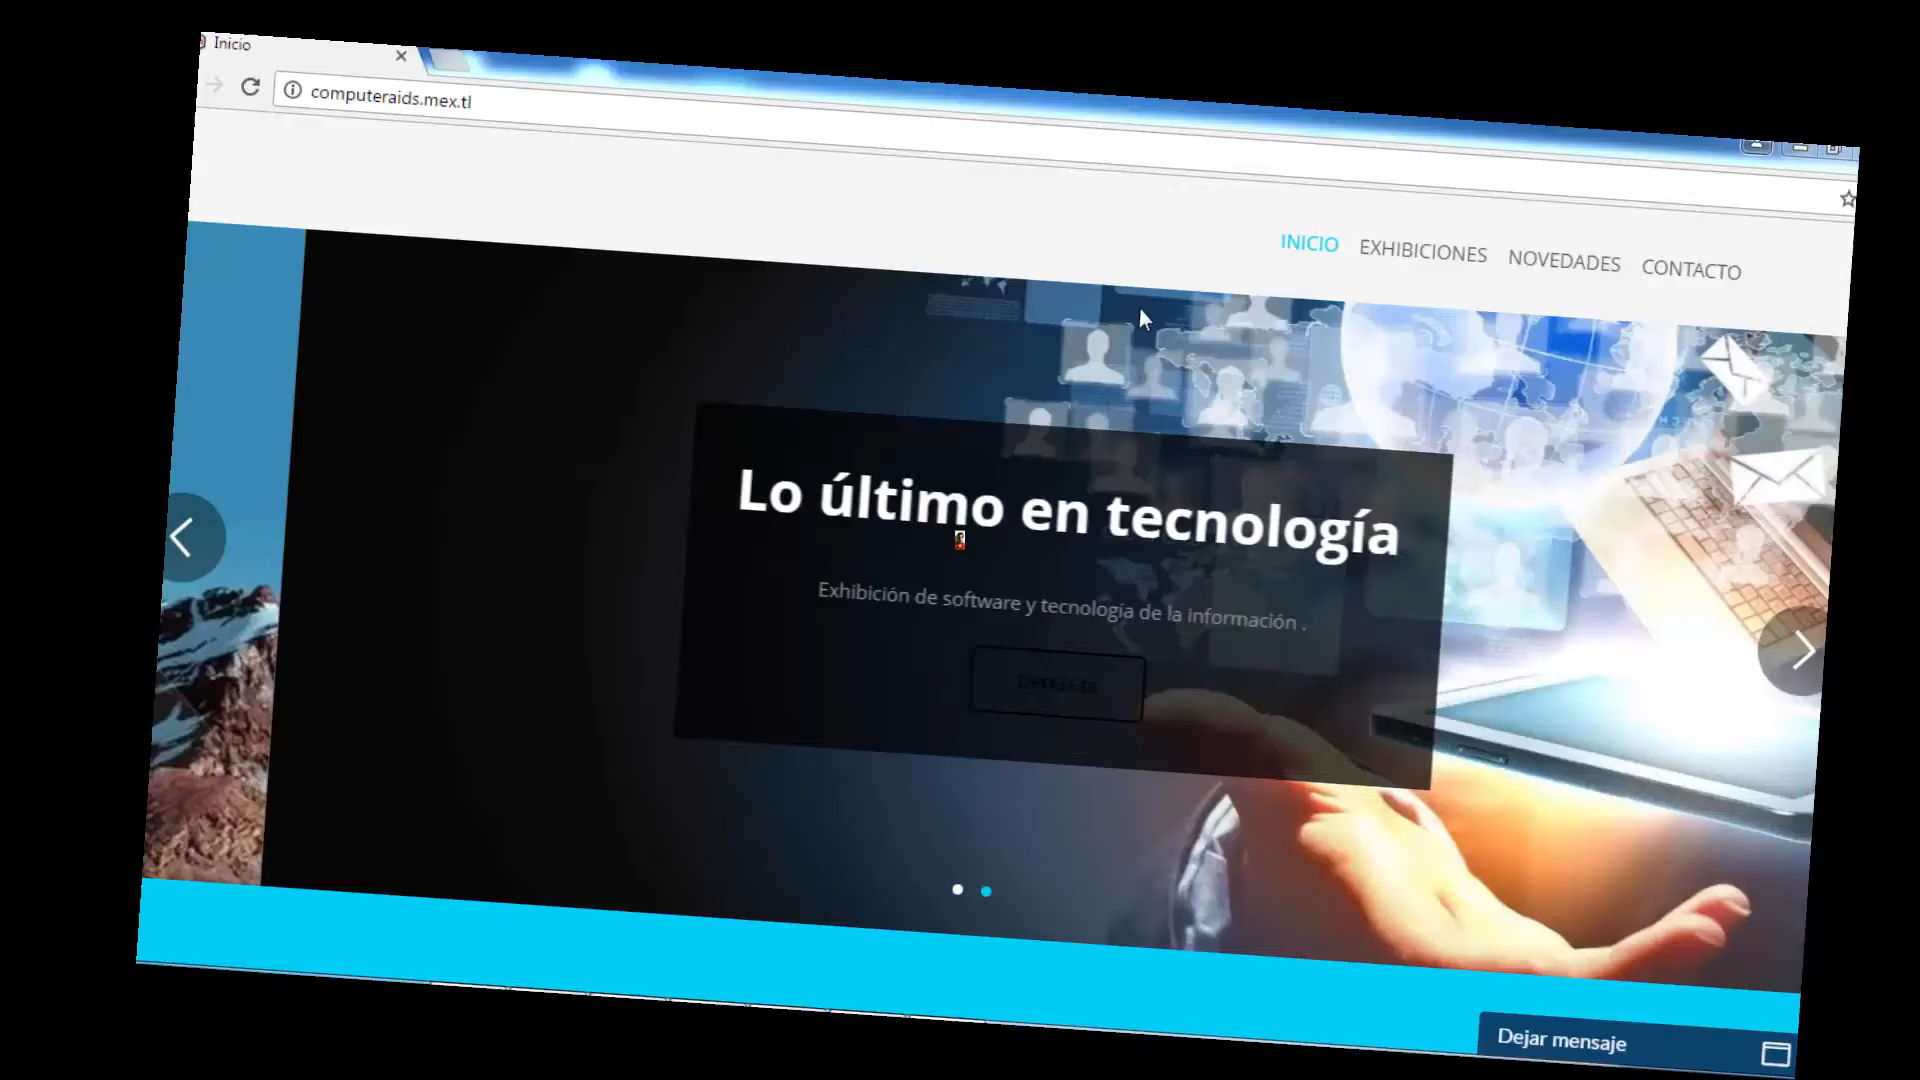 Inicio
computeraids.mex.tl
INICIO EXHIBICIONES NOVEDADES CONTACTO
Lo último en tecnología
Exhibición de software y tecnología de la información .
Dejar mensaje